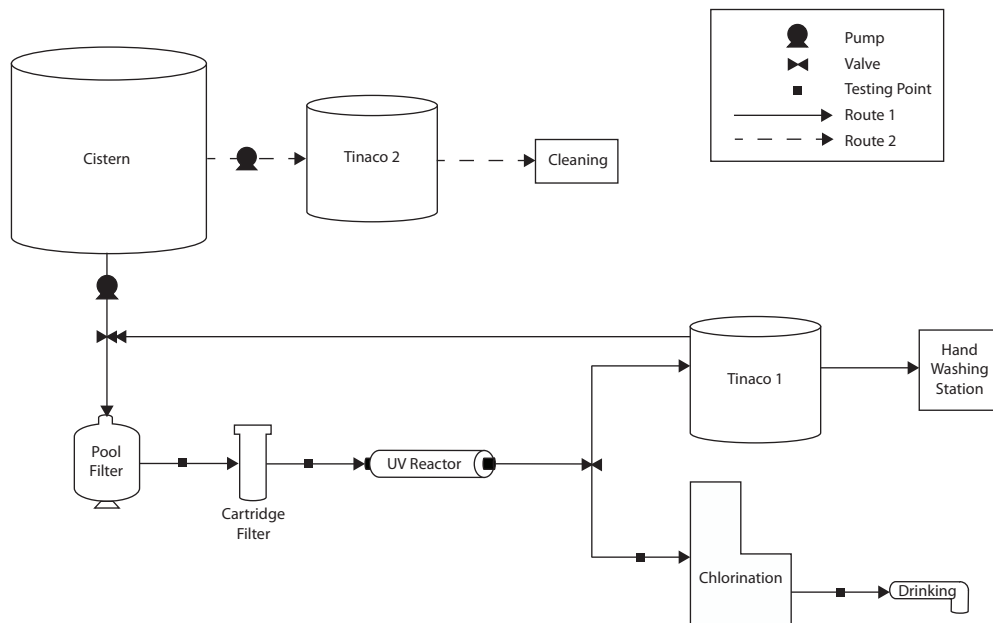 Pump
Valve
Testing Point
Route 1
Route 2
Cistern
Tinaco 2
Cleaning
Tinaco 1
Hand
Washing
Station
Pool
Filter
Cartridge
Filter
UV Reactor
Chlorination
Drinking